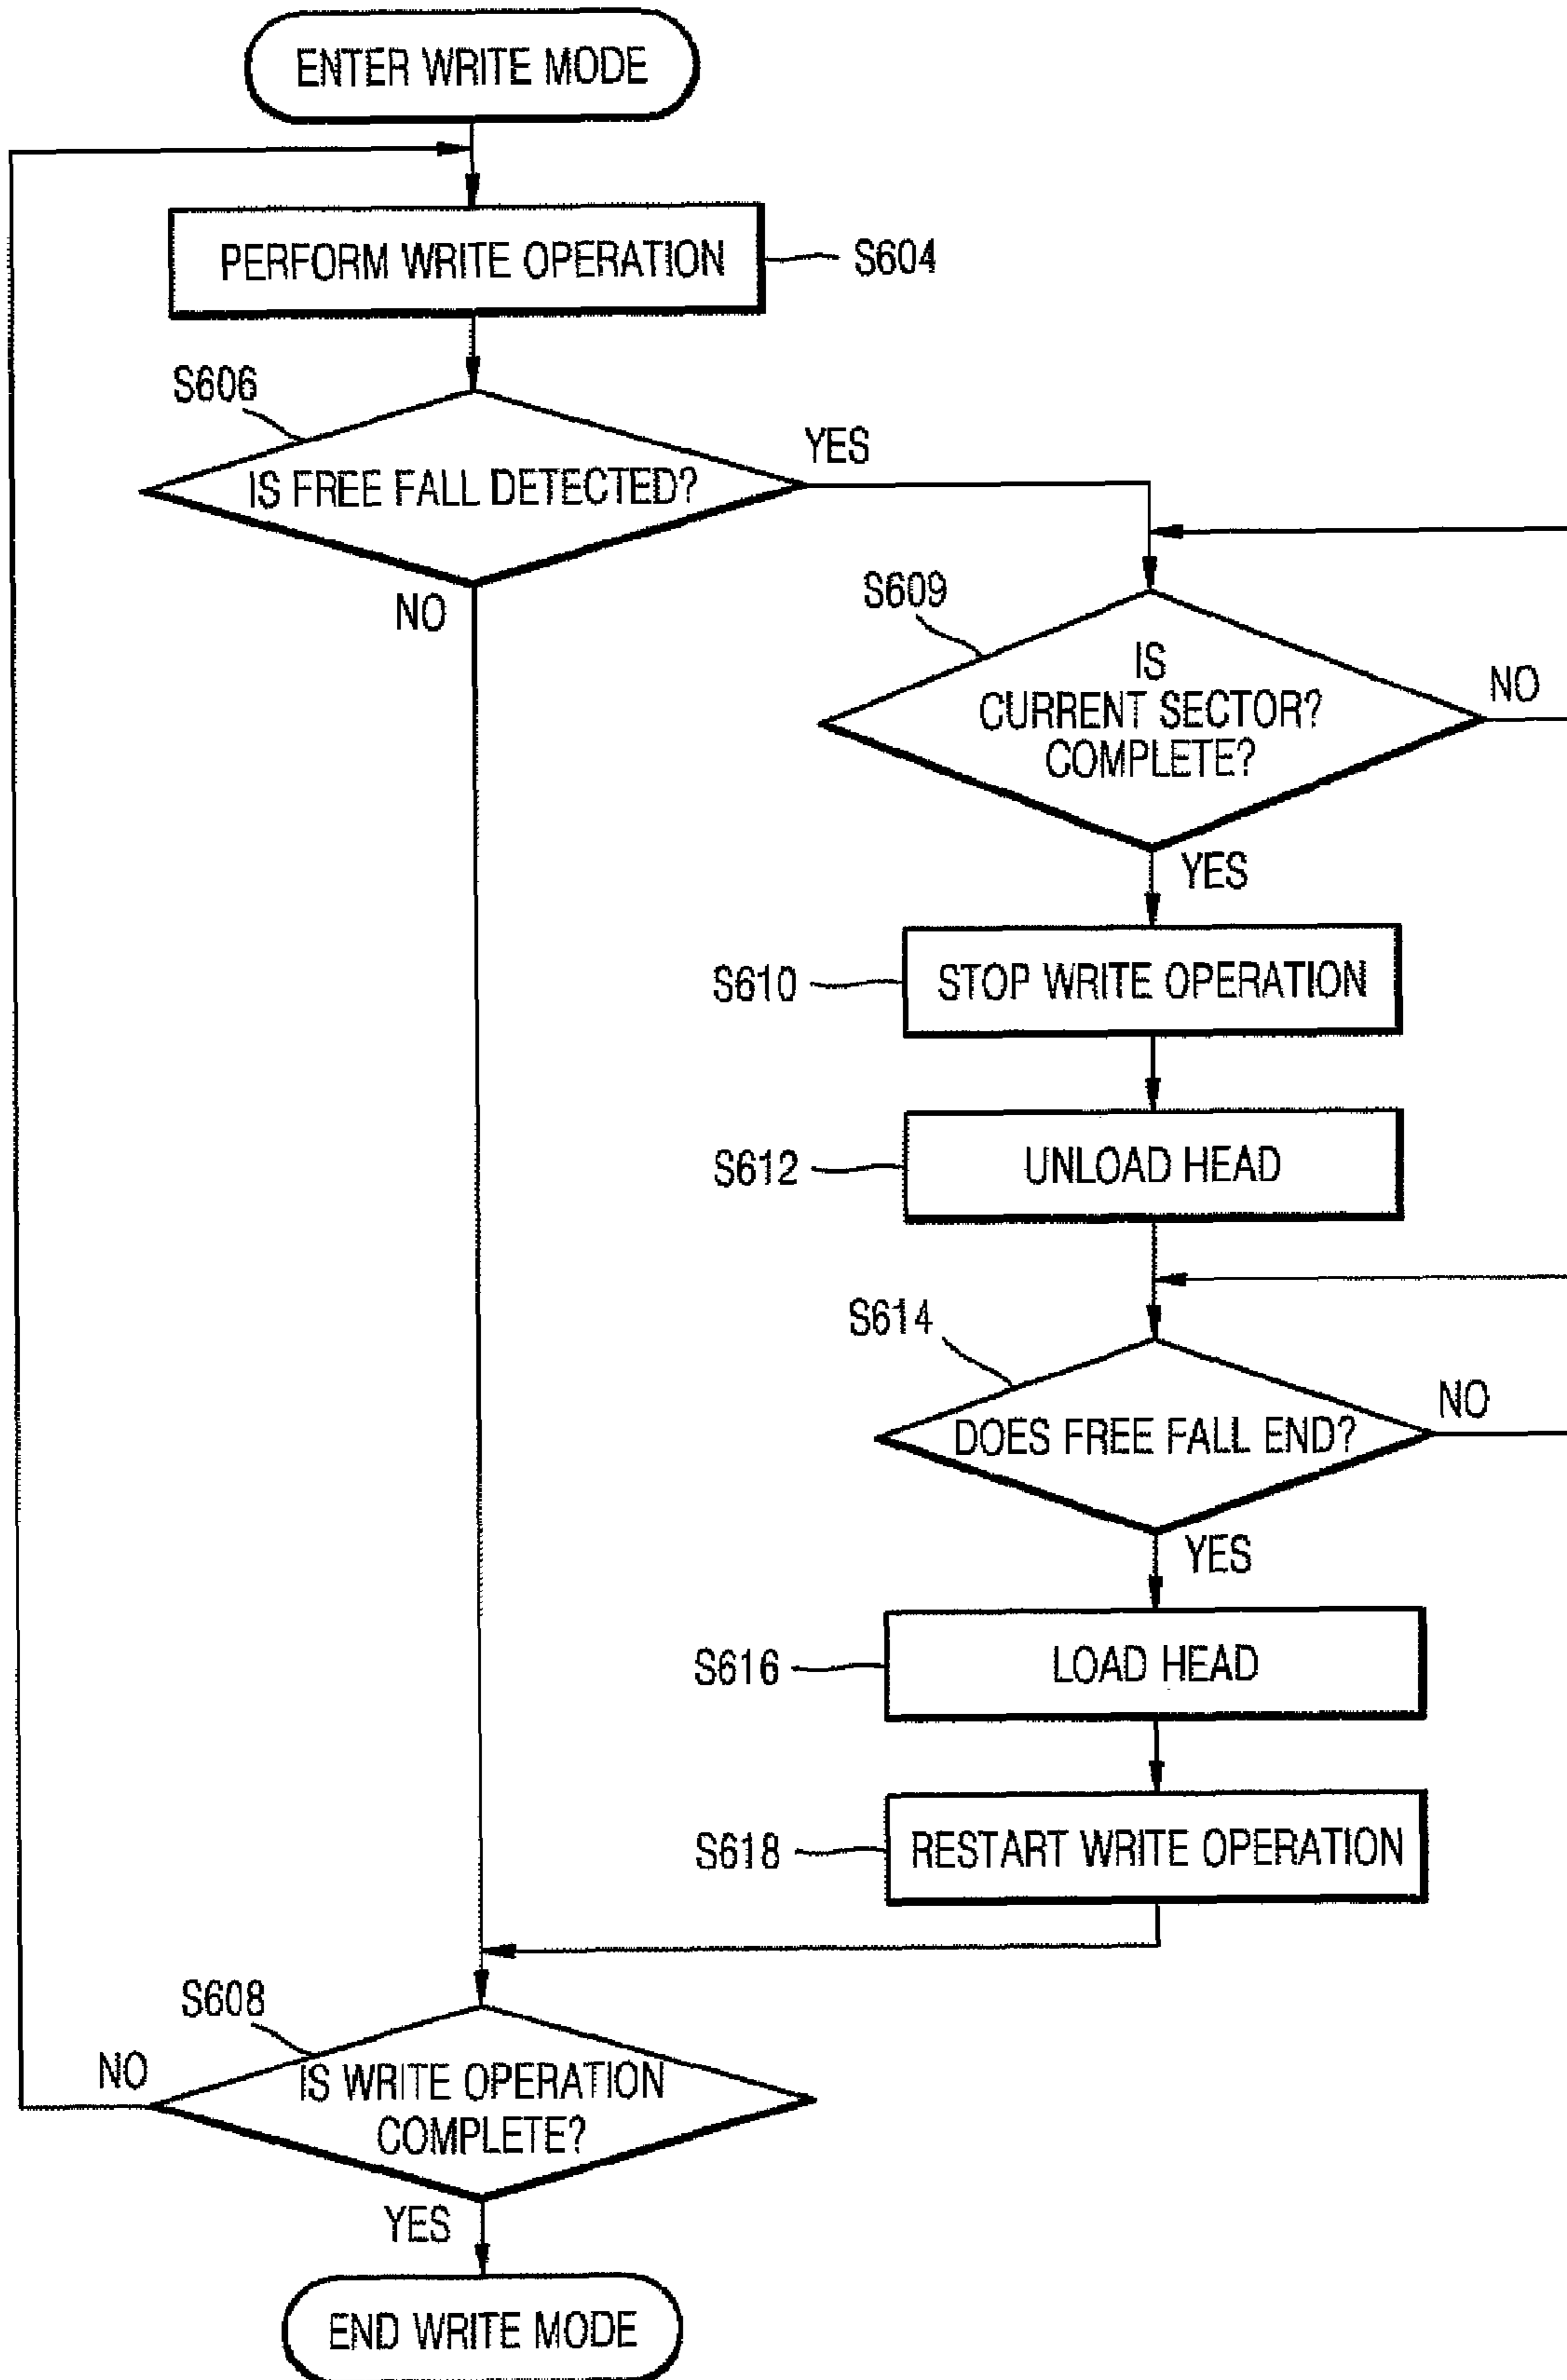 ENTER WRITE MODE
PERFORM WRITE OPERATION
S604
S606
IS FREE FALL DETECTED?
YES
NO
S609
IS
CURRENT SECTOR?
COMPLETE?
NO
YES
S610
STOP WRITE OPERATION
S612
UNLOAD HEAD
S614
DOES FREE FALL END?
NO
YES
S616
LOAD HEAD
S618
RESTART WRITE OPERATION
S608
IS WRITE OPERATION
COMPLETE?
NO
YES
END WRITE MODE